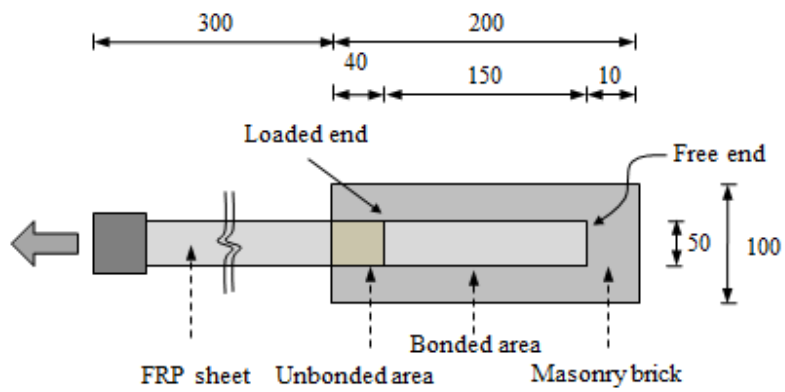 300
200
40
150
10
Loaded end
Free end
50
100
Bonded area
FRP sheet
Unbonded area
Masonry brick